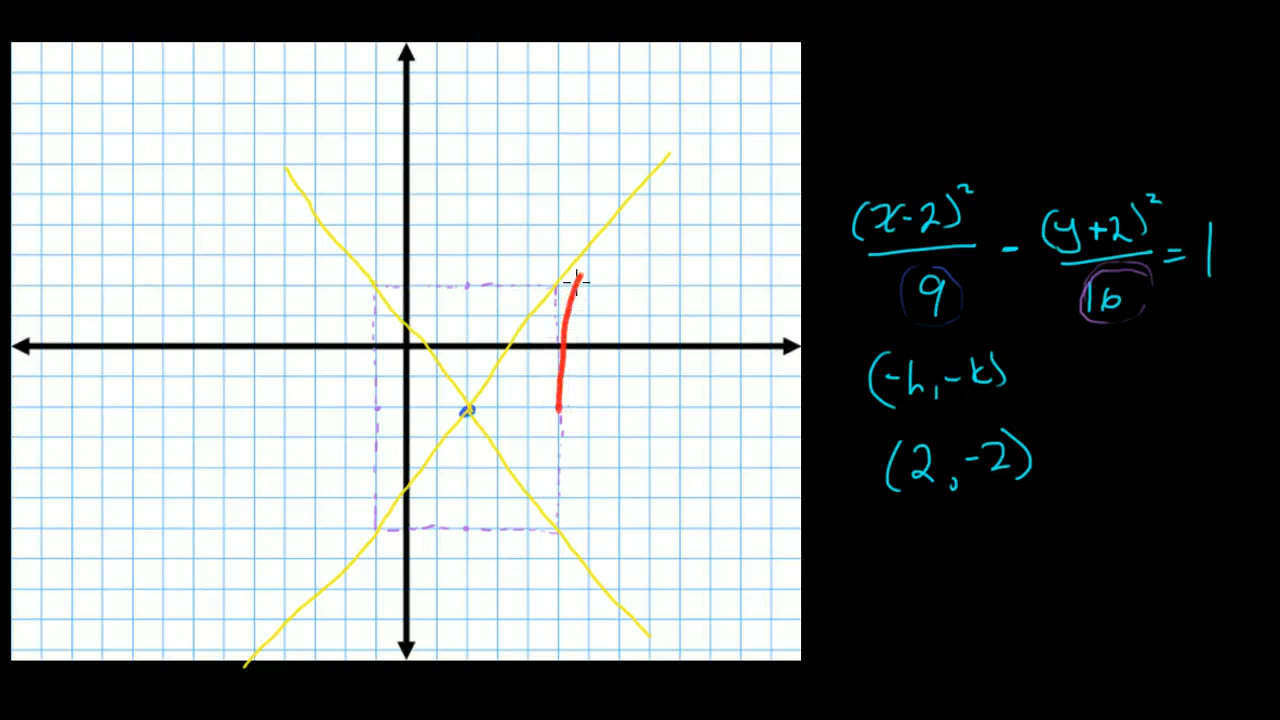 (x-2)² / 9 - (y+2)² / 16 = 1
(-h, -k)
(2, -2)